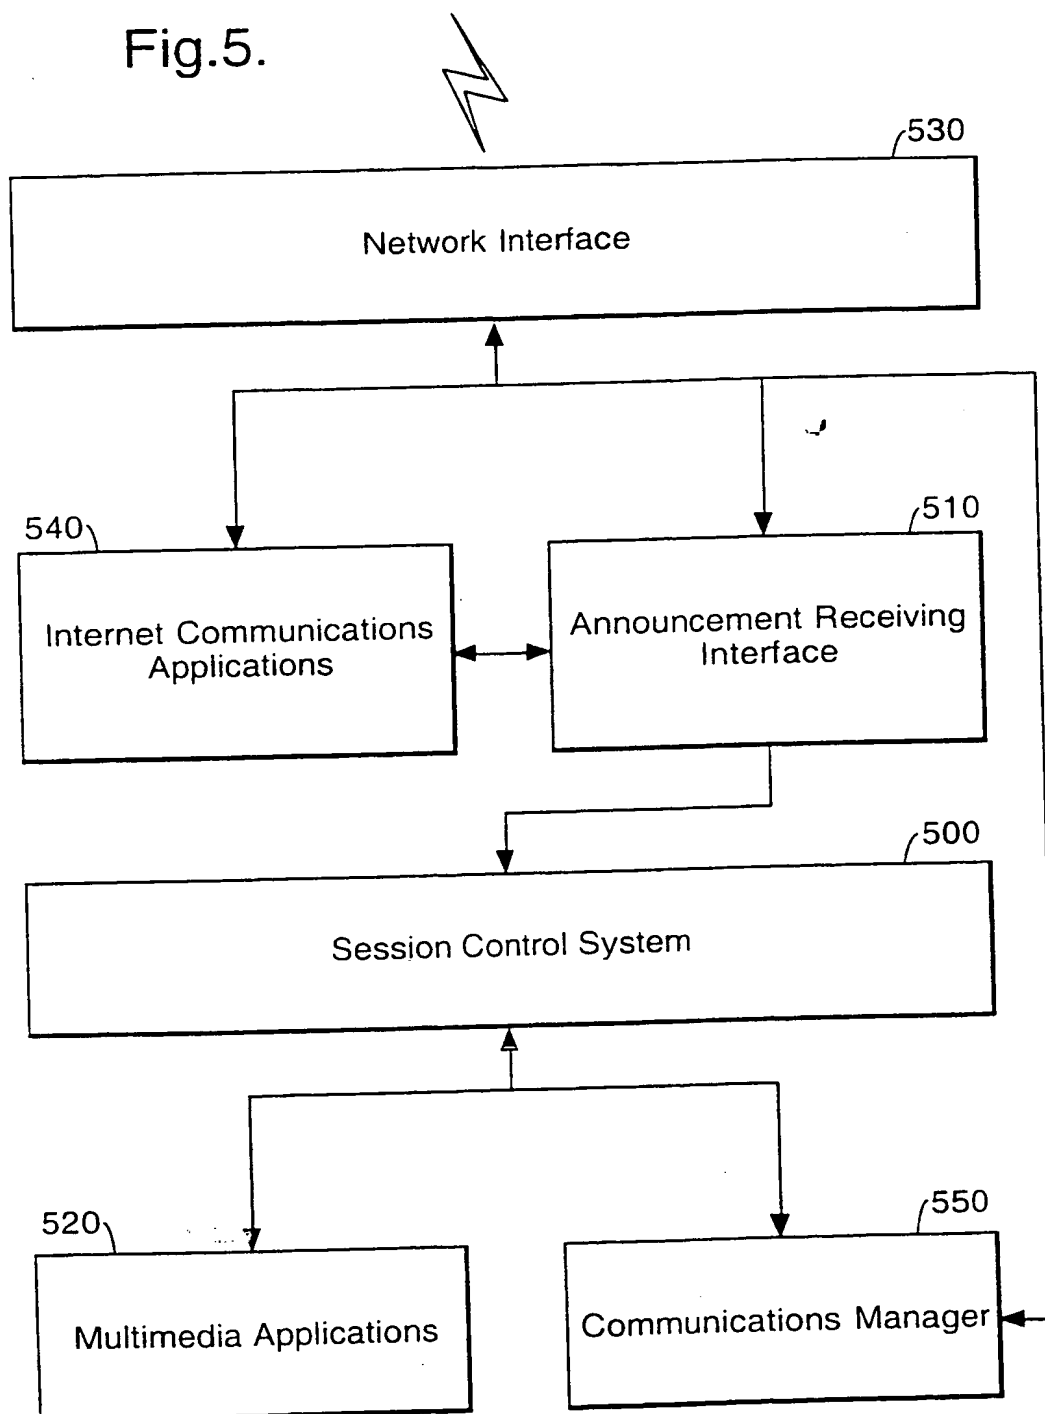 Fig.5.
530
Network Interface
540
510
Internet Communications
Applications
Announcement Receiving
Interface
500
Session Control System
520
550
Multimedia Applications
Communications Manager